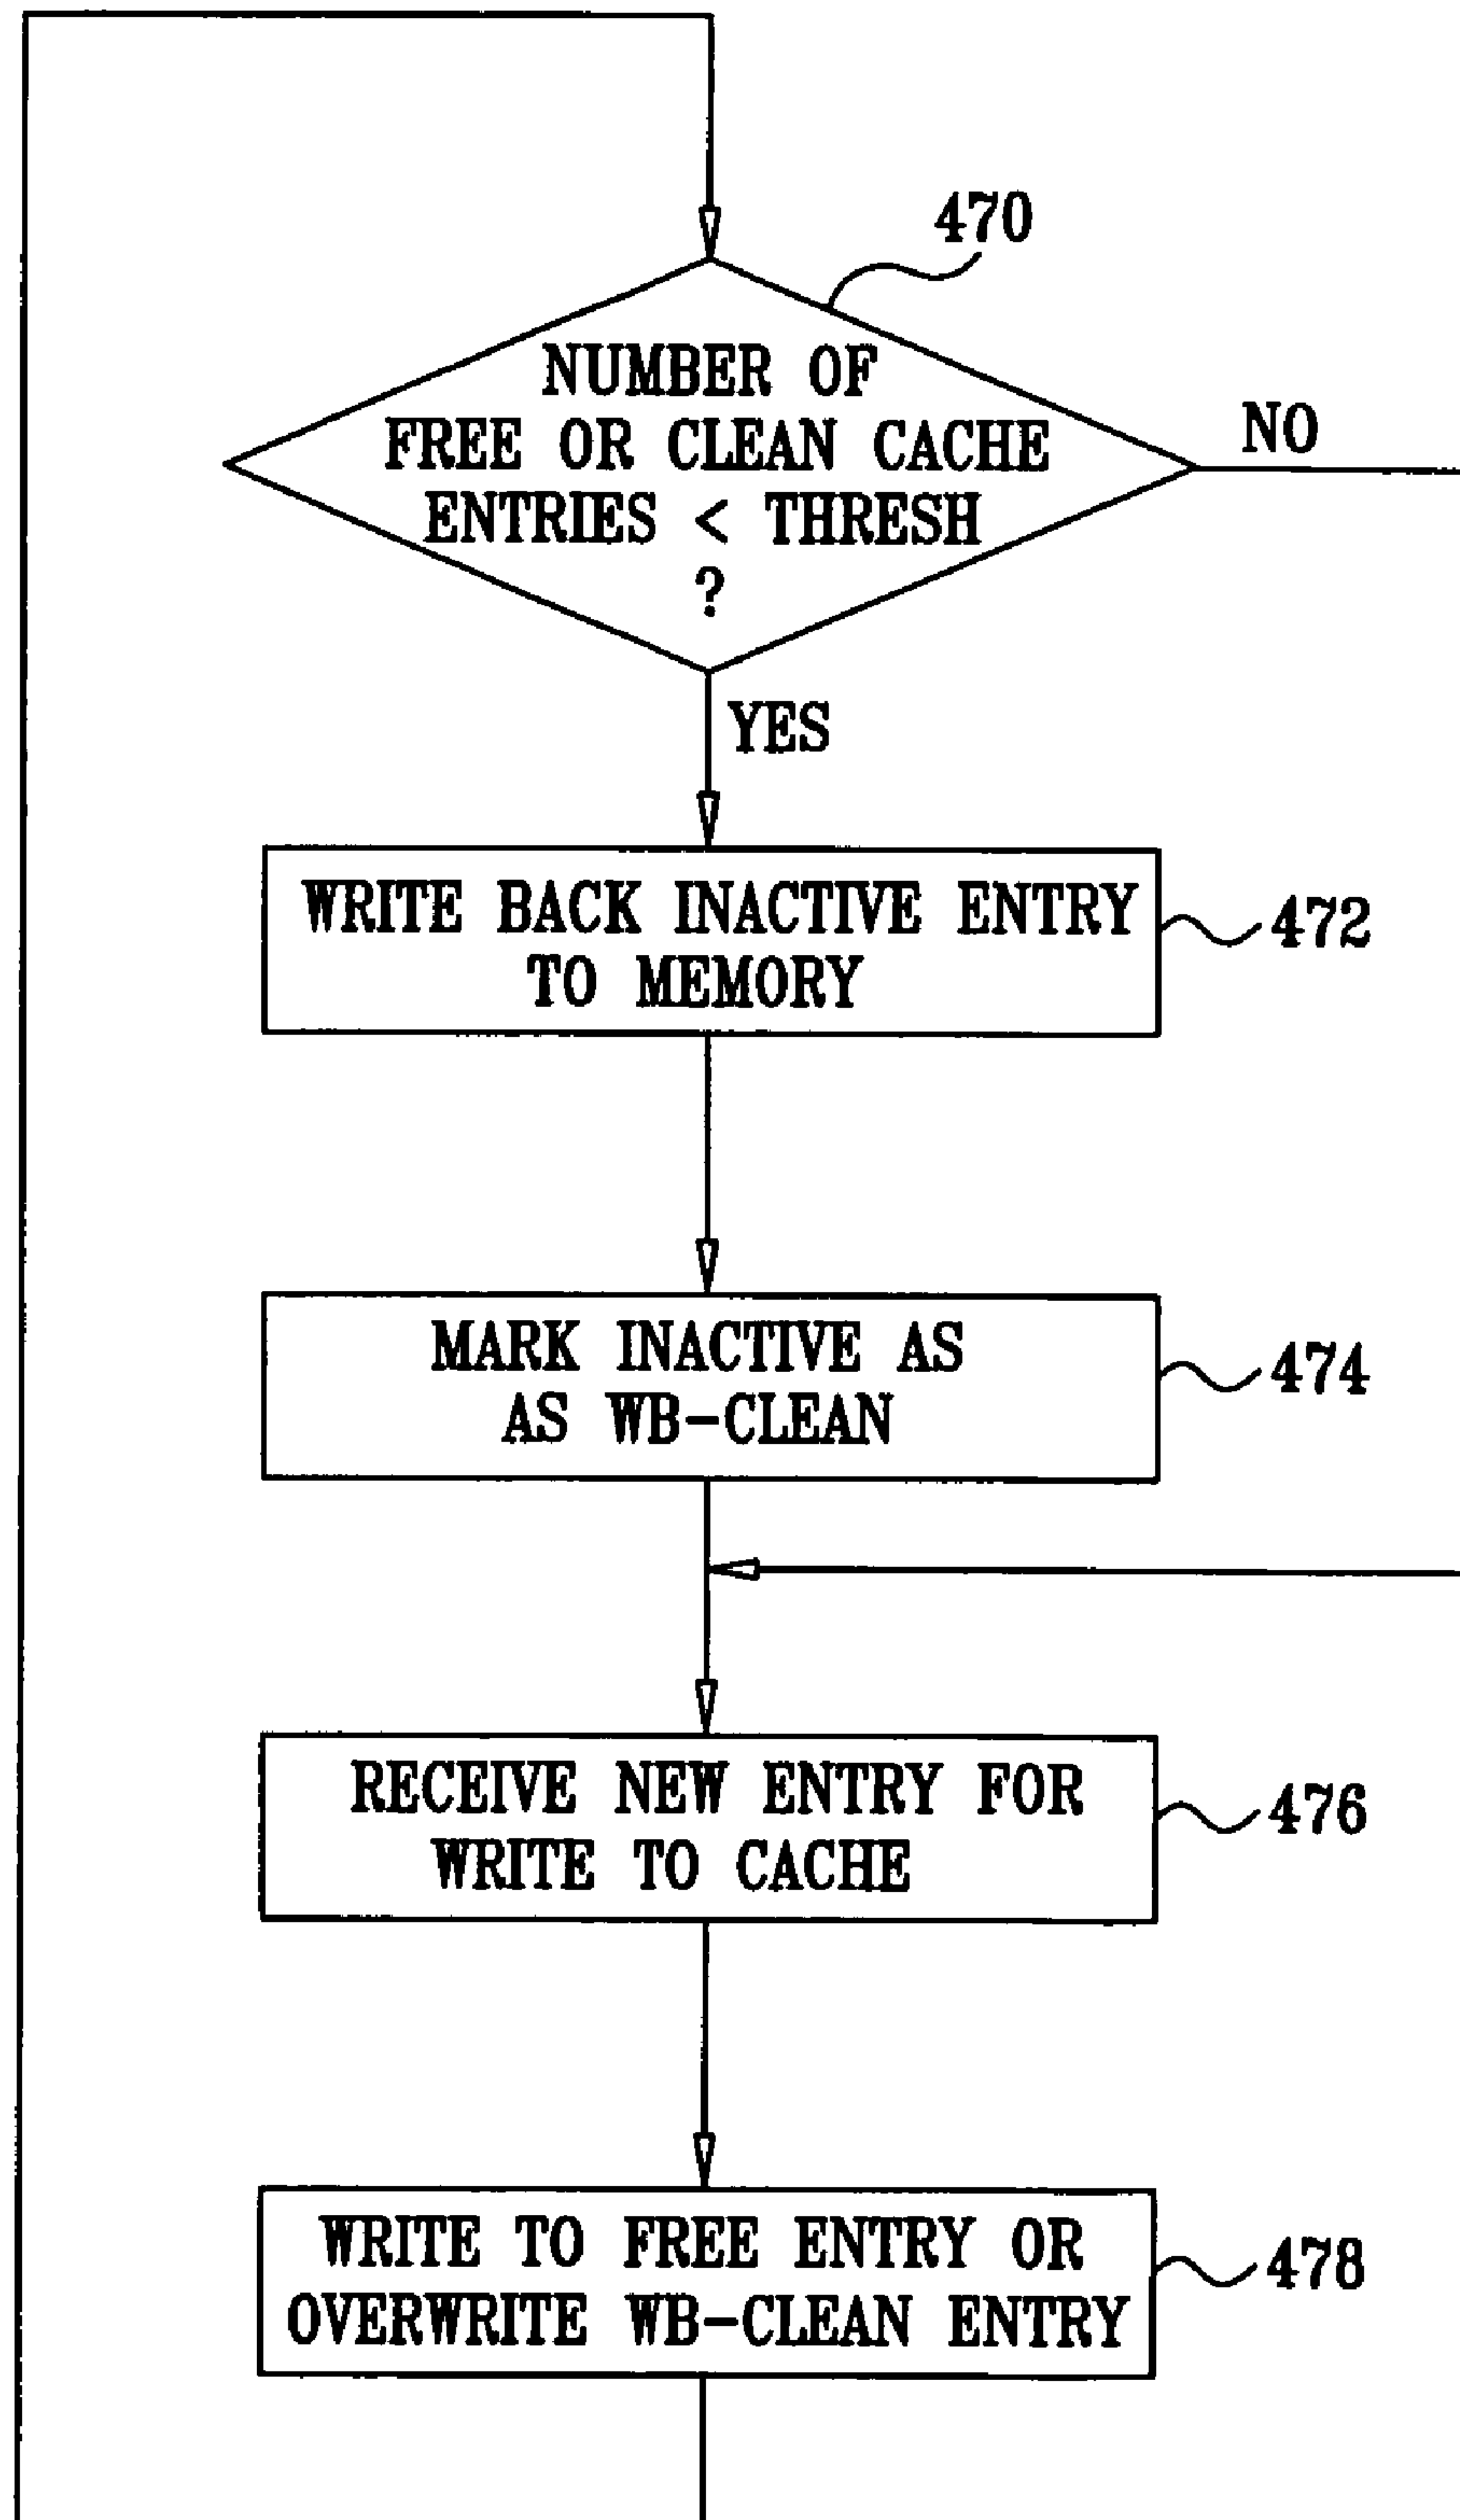 470
NUMBER OF
FREE OR CLEAN CACHE
ENTRIES < THRESH
?
NO
YES
WRITE BACK INACTIVE ENTRY
TO MEMORY
472
MARK INACTIVE AS
AS WB-CLEAN
474
RECEIVE NEW ENTRY FOR
WRITE TO CACHE
476
WRITE TO FREE ENTRY OR
OVERWRITE WB-CLEAN ENTRY
478